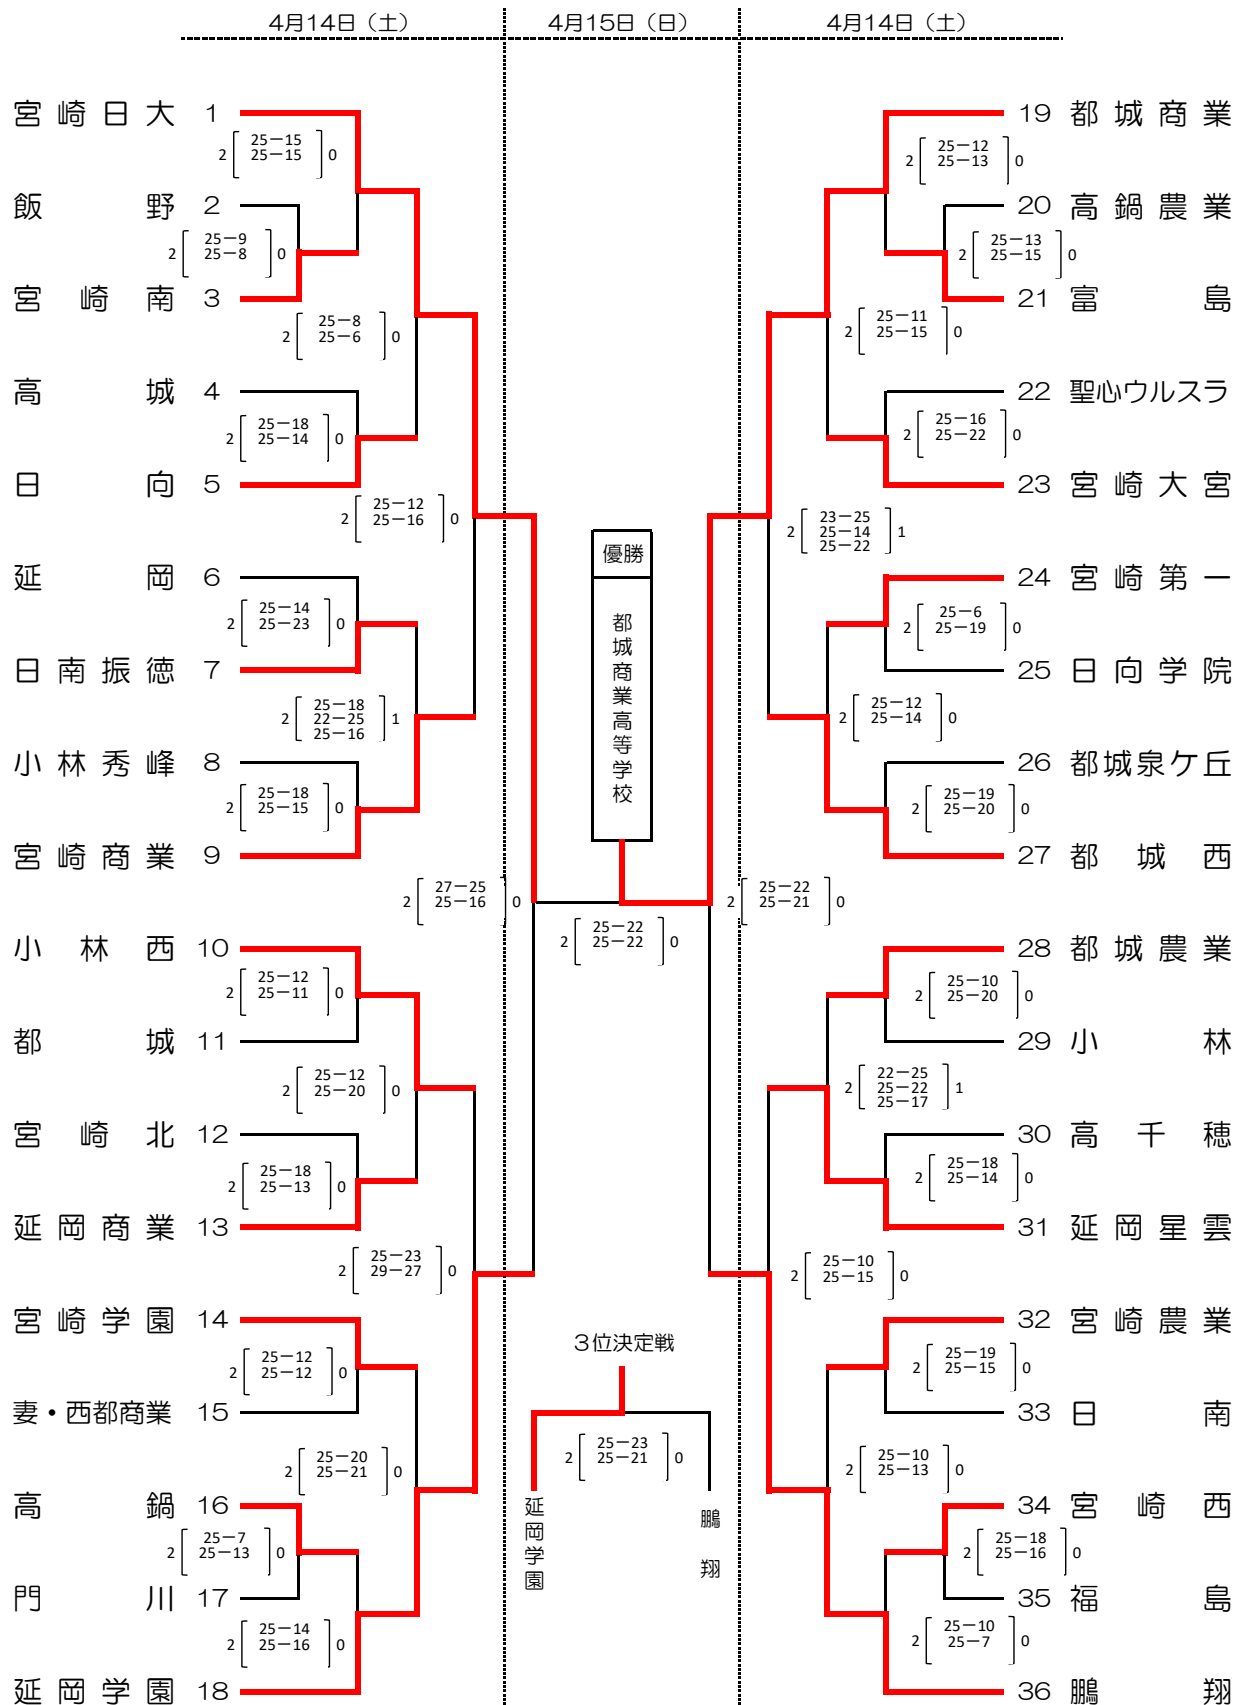 4月14日（土）
4月15日（日）
4月14日（土）
宮崎日大 1
2 25－15 0
25－15
飯野 2
2 25－9 0
25－8
宮崎南 3
2 25－8 0
25－6
高城 4
2 25－18 0
25－14
日向 5
2 25－12 0
25－16
延岡 6
2 25－14 0
25－23
日南振徳 7
2 25－18 1
22－25
25－16
小林秀峰 8
2 25－18 0
25－15
宮崎商業 9
2 27－25 0
25－16
小林西 10
2 25－12 0
25－11
都城 11
2 25－12 0
25－20
宮崎北 12
2 25－18 0
25－13
延岡商業 13
2 25－23 0
29－27
宮崎学園 14
2 25－12 0
25－12
妻・西都商業 15
2 25－20 0
25－21
高鍋 16
2 25－7 0
25－13
門川 17
2 25－14 0
25－16
延岡学園 18
優勝
都城商業高等学校
2 25－22 0
25－22
3位決定戦
2 25－23 0
25－21
延岡学園
鵬翔
19 都城商業
2 25－12 0
25－13
20 高鍋農業
2 25－13 0
25－15
21 富島
2 25－11 0
25－15
22 聖心ウルスラ
2 25－16 0
25－22
23 宮崎大宮
2 23－25 1
25－14
25－22
24 宮崎第一
2 25－6 0
25－19
25 日向学院
2 25－12 0
25－14
26 都城泉ケ丘
2 25－19 0
25－20
27 都城西
2 25－22 0
25－21
28 都城農業
2 25－10 0
25－20
29 小林
2 22－25 1
25－22
25－17
30 高千穂
2 25－18 0
25－14
31 延岡星雲
2 25－10 0
25－15
32 宮崎農業
2 25－19 0
25－15
33 日南
2 25－10 0
25－13
34 宮崎西
2 25－18 0
25－16
35 福島
2 25－10 0
25－7
36 鵬翔